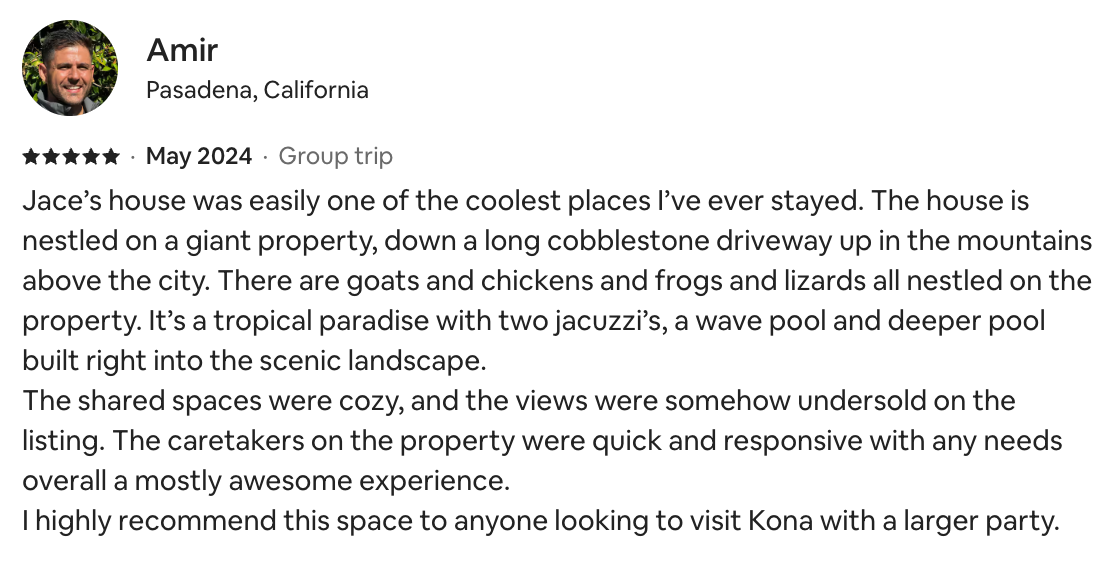 Amir
Pasadena, California
★★★★★ · May 2024 · Group trip
Jace’s house was easily one of the coolest places I’ve ever stayed. The house is
nestled on a giant property, down a long cobblestone driveway up in the mountains
above the city. There are goats and chickens and frogs and lizards all nestled on the
property. It’s a tropical paradise with two jacuzzi’s, a wave pool and deeper pool
built right into the scenic landscape.
The shared spaces were cozy, and the views were somehow undersold on the
listing. The caretakers on the property were quick and responsive with any needs
overall a mostly awesome experience.
I highly recommend this space to anyone looking to visit Kona with a larger party.